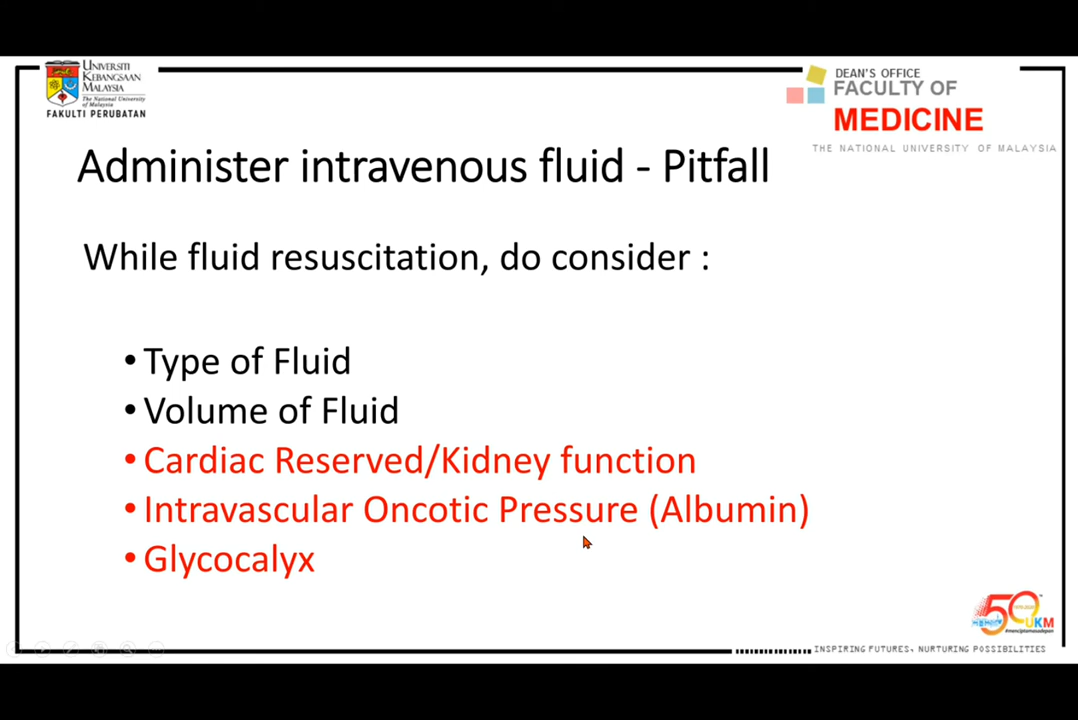 UNIVERSITI
KEBANGSAAN
MALAYSIA
The National University
of Malaysia
FAKULTI PERUBATAN
DEAN'S OFFICE
FACULTY OF
MEDICINE
THE NATIONAL UNIVERSITY OF MALAYSIA
Administer intravenous fluid - Pitfall
While fluid resuscitation, do consider :
• Type of Fluid
• Volume of Fluid
• Cardiac Reserved/Kidney function
• Intravascular Oncotic Pressure (Albumin)
• Glycocalyx
50
UKM
INSPIRING FUTURES, NURTURING POSSIBILITIES